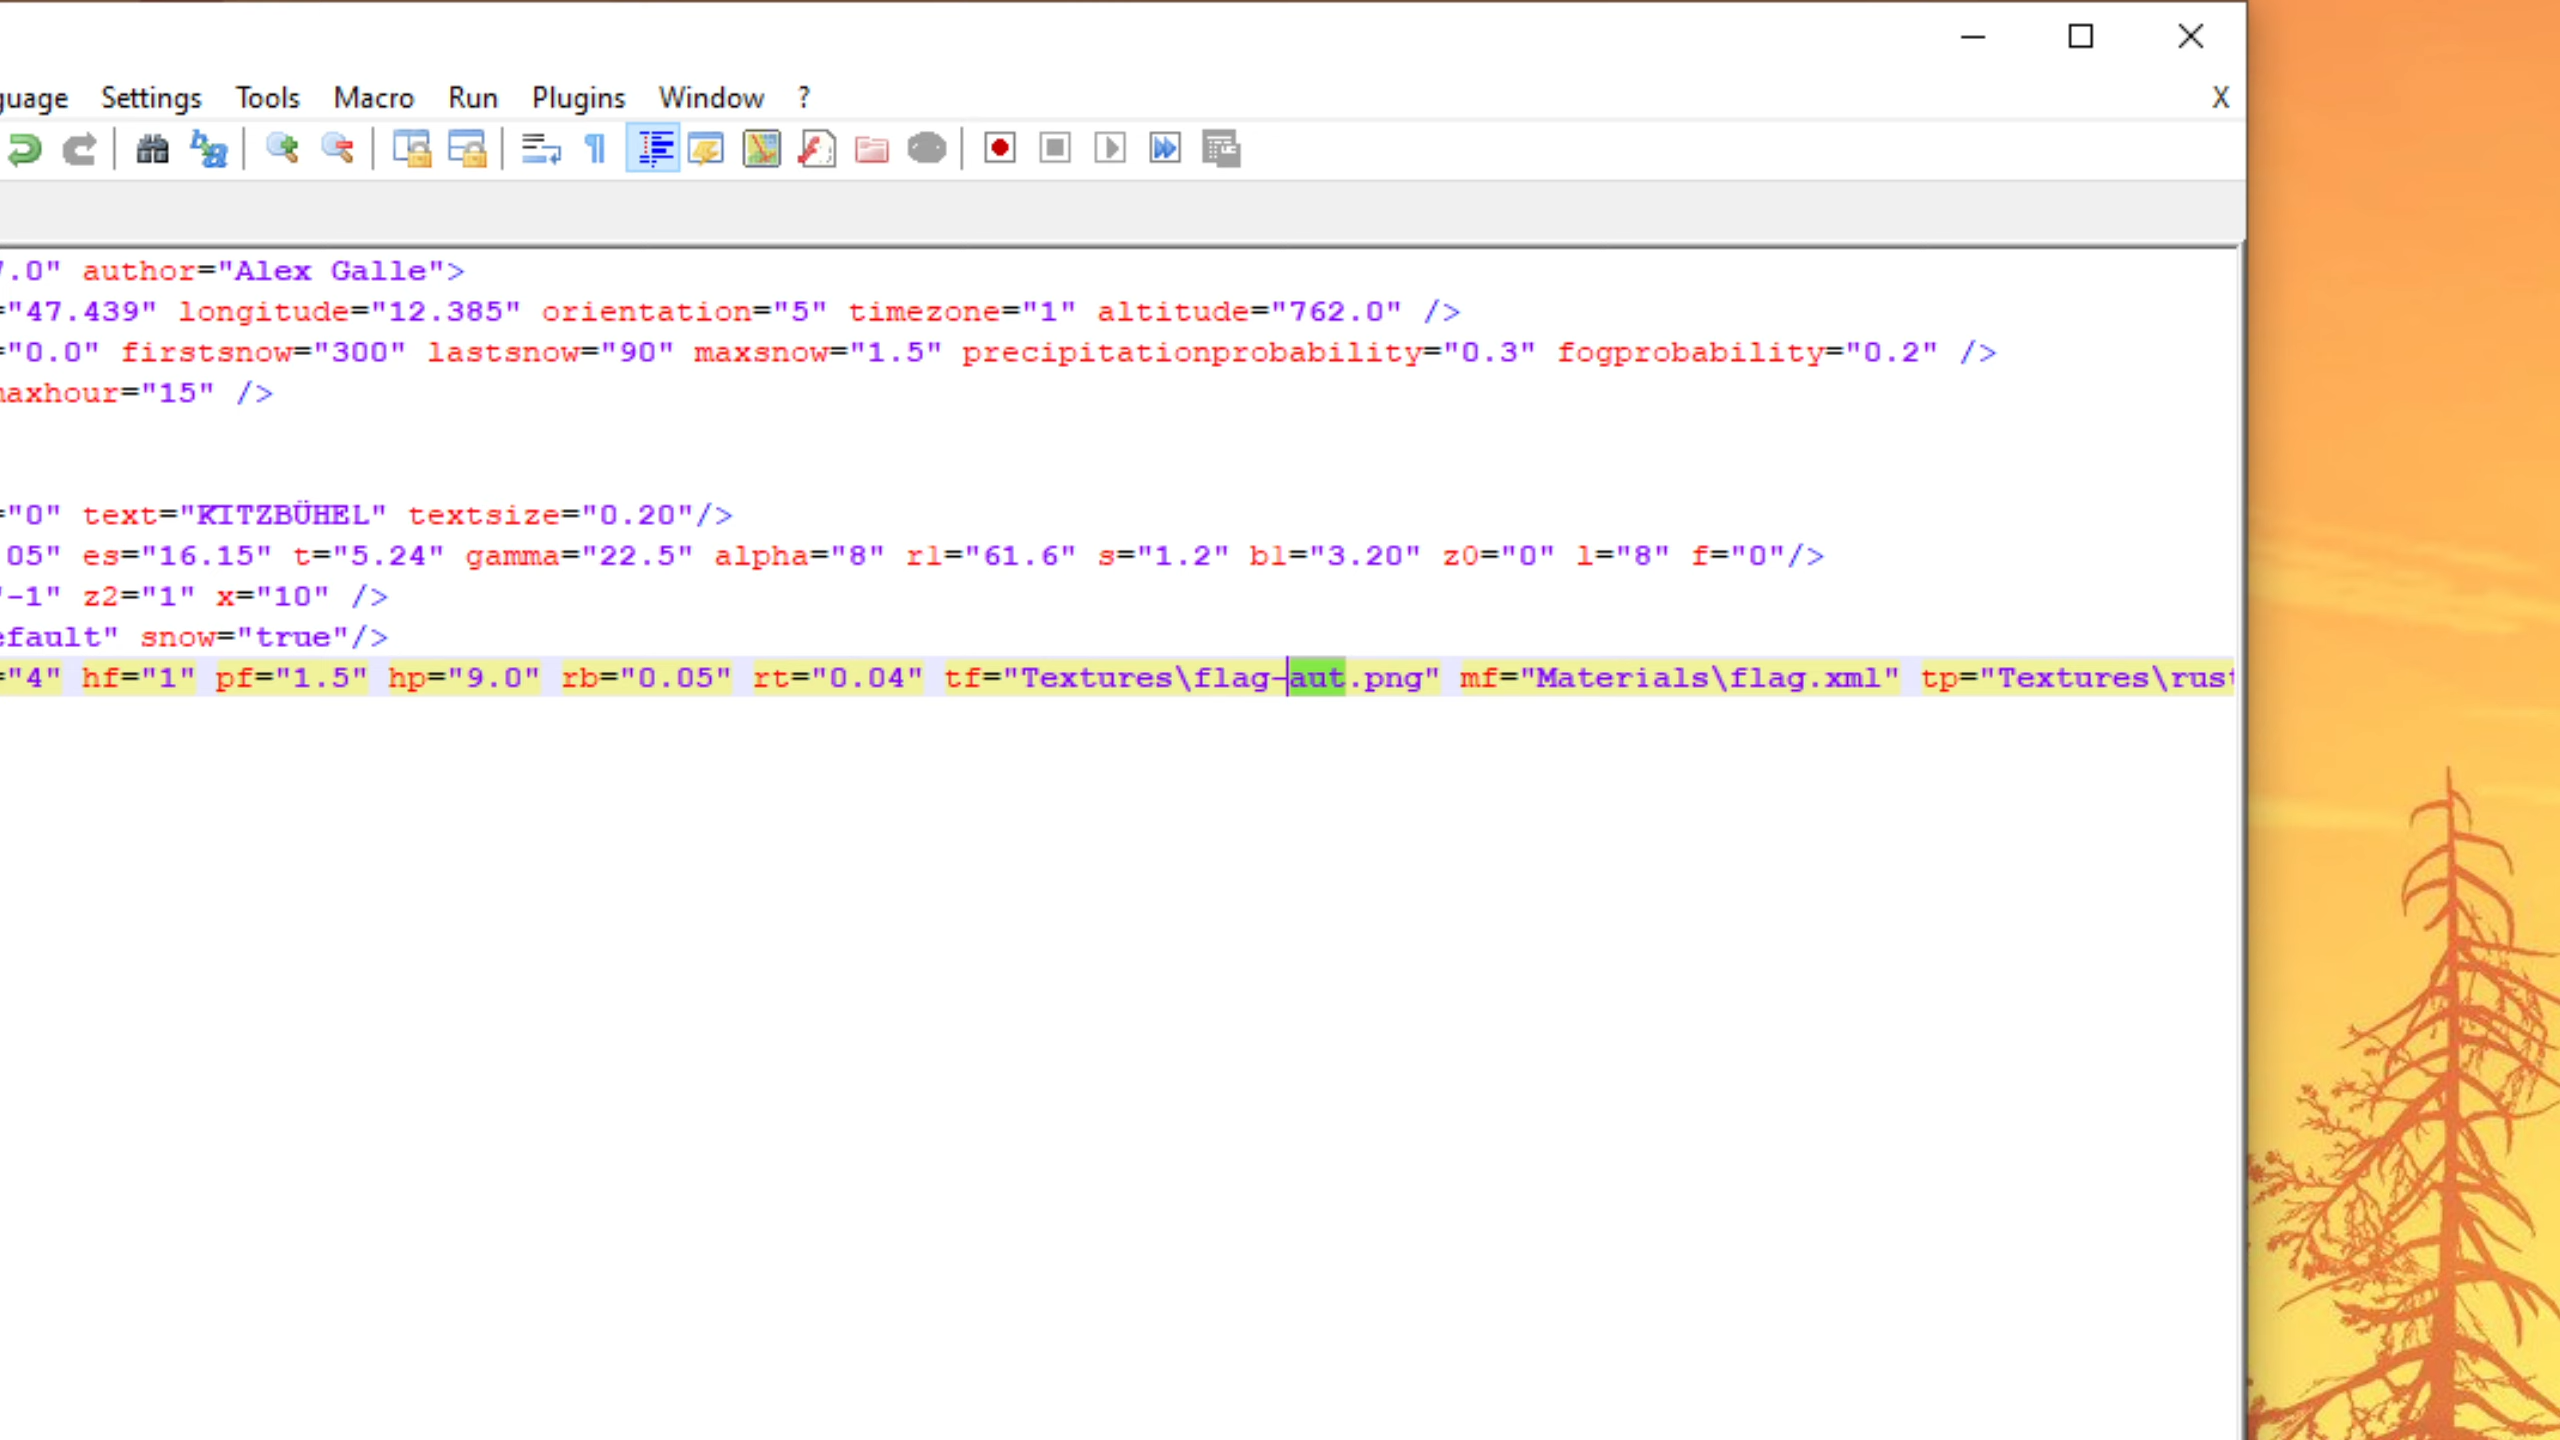 guage Settings Tools Macro Run Plugins Window ? X
7.0" author="Alex Galle">
="47.439" longitude="12.385" orientation="5" timezone="1" altitude="762.0" />
="0.0" firstsnow="300" lastsnow="90" maxsnow="1.5" precipitationprobability="0.3" fogprobability="0.2" />
maxhour="15" />
="0" text="KITZBÜHEL" textsize="0.20"/>
05" es="16.15" t="5.24" gamma="22.5" alpha="8" rl="61.6" s="1.2" bl="3.20" z0="0" l="8" f="0"/>
"-1" z2="1" x="10" />
efault" snow="true"/>
="4" hf="1" pf="1.5" hp="9.0" rb="0.05" rt="0.04" tf="Textures\flag-aut.png" mf="Materials\flag.xml" tp="Textures\rust